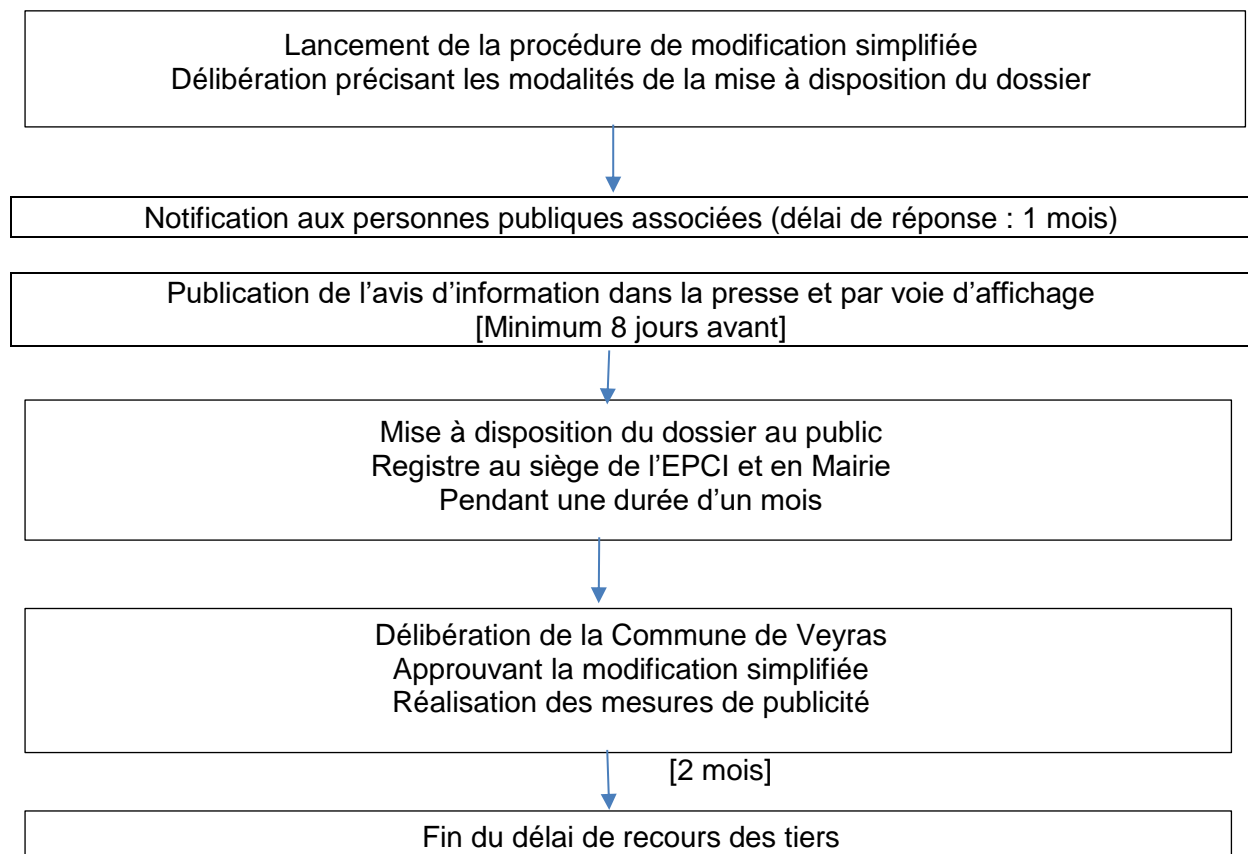 Lancement de la procédure de modification simplifiée
Délibération précisant les modalités de la mise à disposition du dossier
Notification aux personnes publiques associées (délai de réponse : 1 mois)
Publication de l’avis d’information dans la presse et par voie d’affichage
[Minimum 8 jours avant]
Mise à disposition du dossier au public
Registre au siège de l’EPCI et en Mairie
Pendant une durée d’un mois
Délibération de la Commune de Veyras
Approuvant la modification simplifiée
Réalisation des mesures de publicité
[2 mois]
Fin du délai de recours des tiers